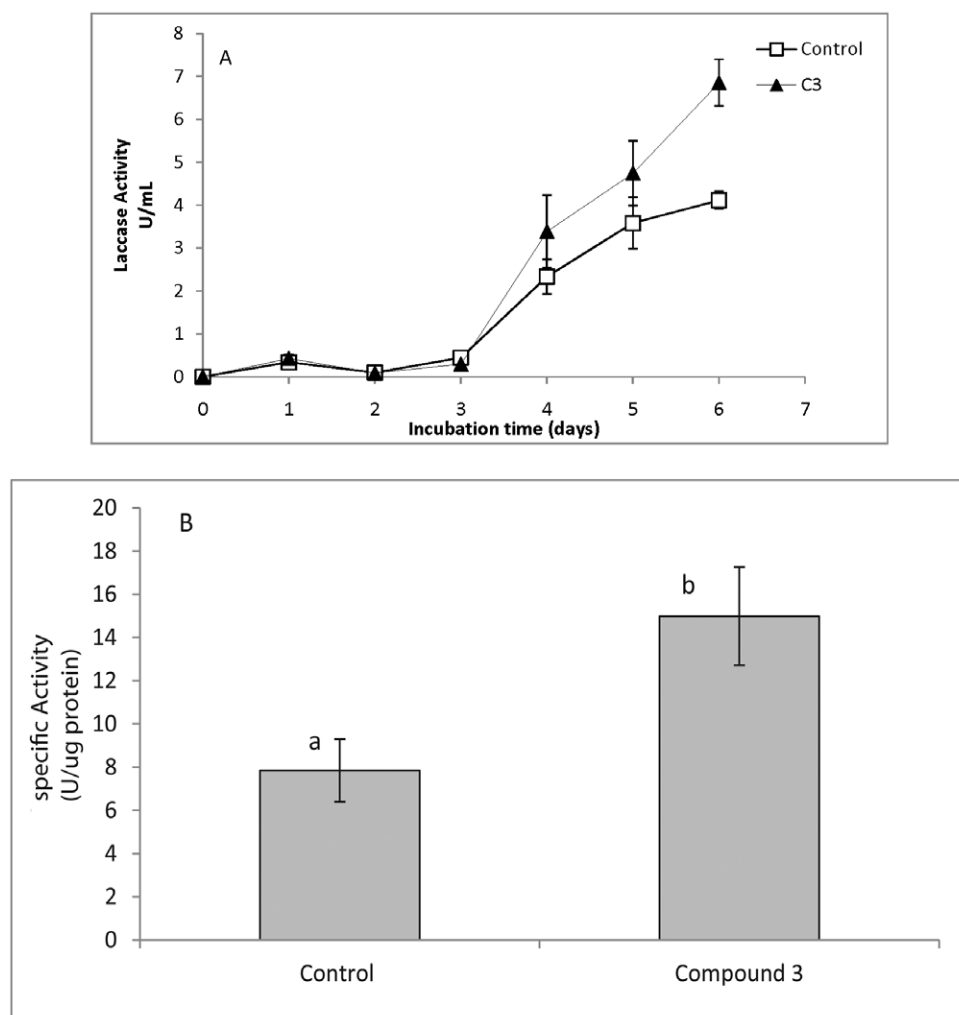 A
Control
C3
Laccase Activity
U/mL
8
7
6
5
4
3
2
1
0
0 1 2 3 4 5 6 7
Incubation time (days)
B
specific Activity
(U/ug protein)
20
18
16
14
12
10
8
6
4
2
0
a
b
Control Compound 3